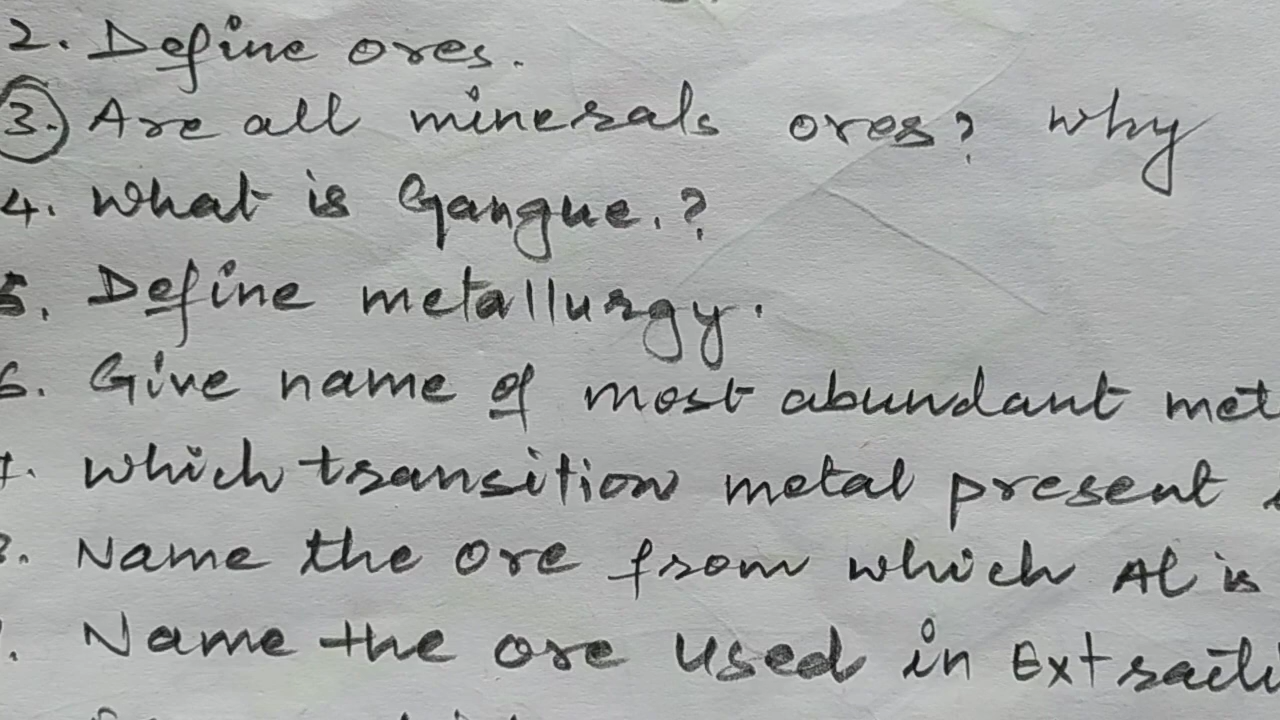 2. Define ores.
3. Are all minerals ores? why
4. What is Gangue.?
5. Define metallurgy.
6. Give name of most abundant met
7. which transition metal present
8. Name the ore from which Al is
. Name the ore used in Extracti